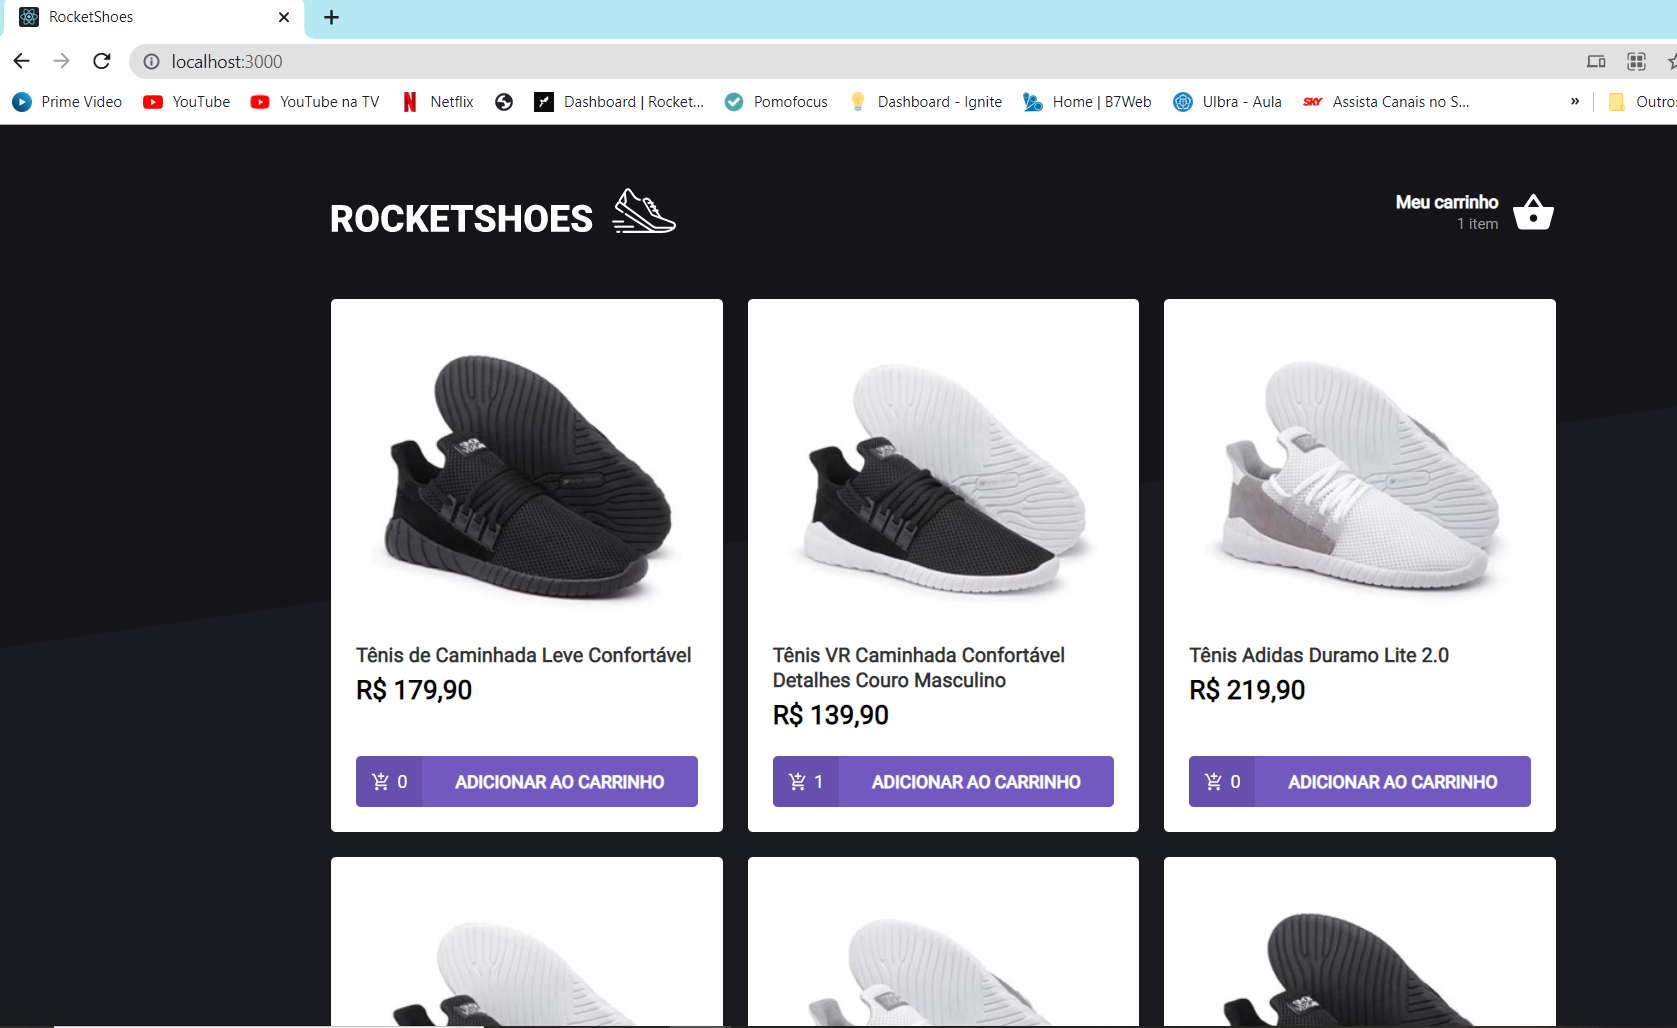 RocketShoes
localhost:3000
Prime Video
YouTube
YouTube na TV
Netflix
Dashboard | Rocket...
Pomofocus
Dashboard - Ignite
Home | B7Web
Ulbra - Aula
SKY
Assista Canais no S...
»
Outros
ROCKETSHOES
Meu carrinho
1 item
Tênis de Caminhada Leve Confortável
R$ 179,90
0
ADICIONAR AO CARRINHO
Tênis VR Caminhada Confortável
Detalhes Couro Masculino
R$ 139,90
1
ADICIONAR AO CARRINHO
Tênis Adidas Duramo Lite 2.0
R$ 219,90
0
ADICIONAR AO CARRINHO